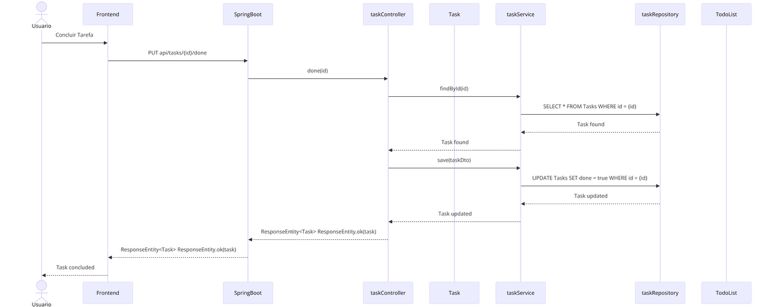 Usuario
Frontend
SpringBoot
taskController
Task
taskService
taskRepository
TodoList
Concluir Tarefa
PUT api/tasks/{id}/done
done(id)
findById(id)
SELECT * FROM Tasks WHERE id = {id}
Task found
Task found
save(taskDto)
UPDATE Tasks SET done = true WHERE id = {id}
Task updated
Task updated
ResponseEntity<Task> ResponseEntity.ok(task)
ResponseEntity<Task> ResponseEntity.ok(task)
Task concluded
Usuario
Frontend
SpringBoot
taskController
Task
taskService
taskRepository
TodoList